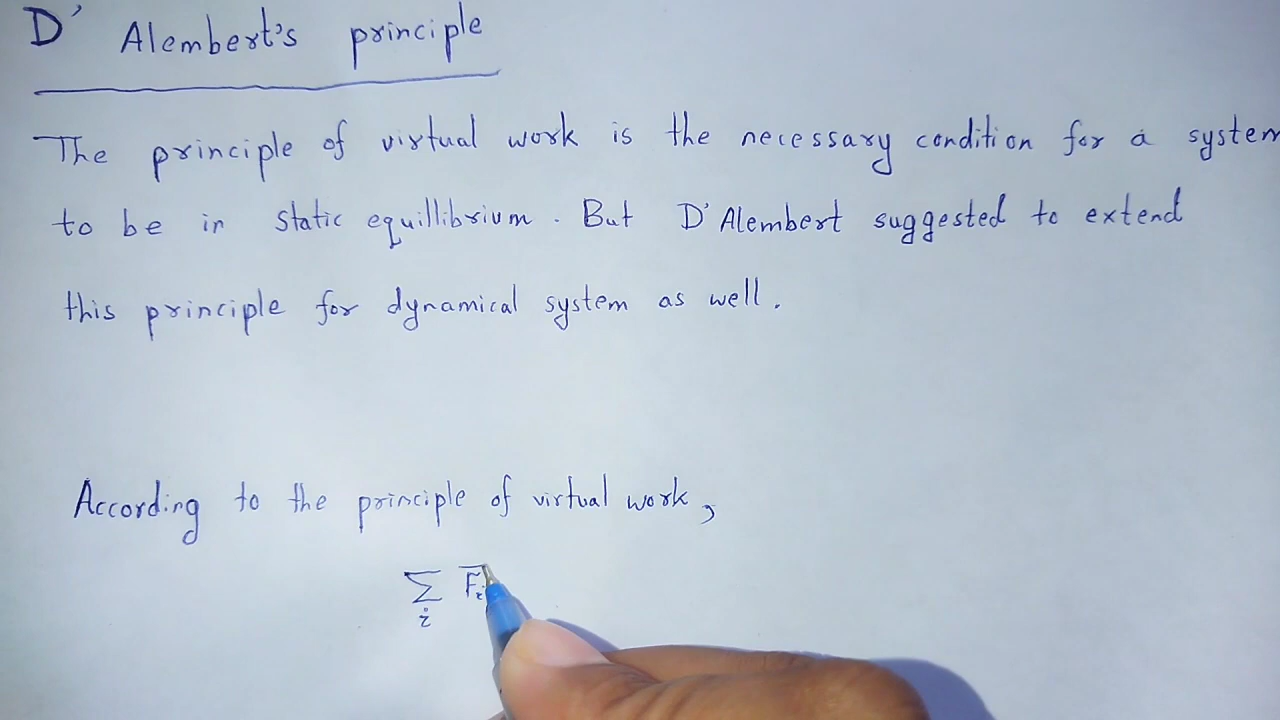 D' Alembert's principle
The principle of virtual work is the necessary condition for a system
to be in static equillibrium. But D'Alembert suggested to extend
this principle for dynamical system as well.
According to the principle of virtual work,
∑ᵢ F̅ᵢ